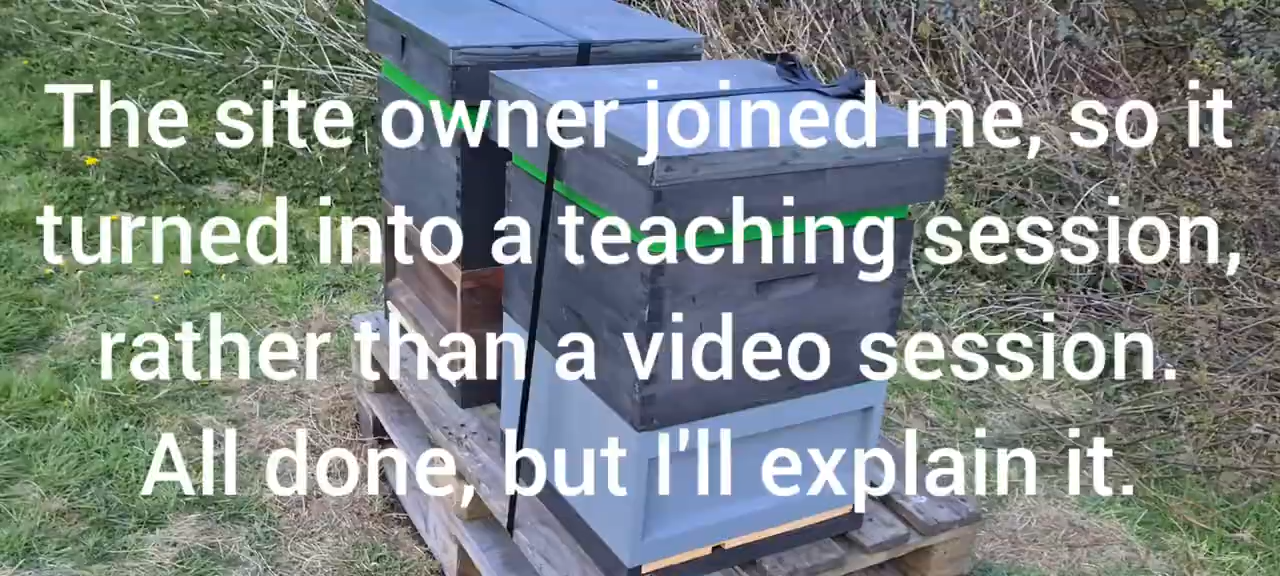 The site owner joined me, so it
turned into a teaching session,
rather than a video session.
All done, but I'll explain it.